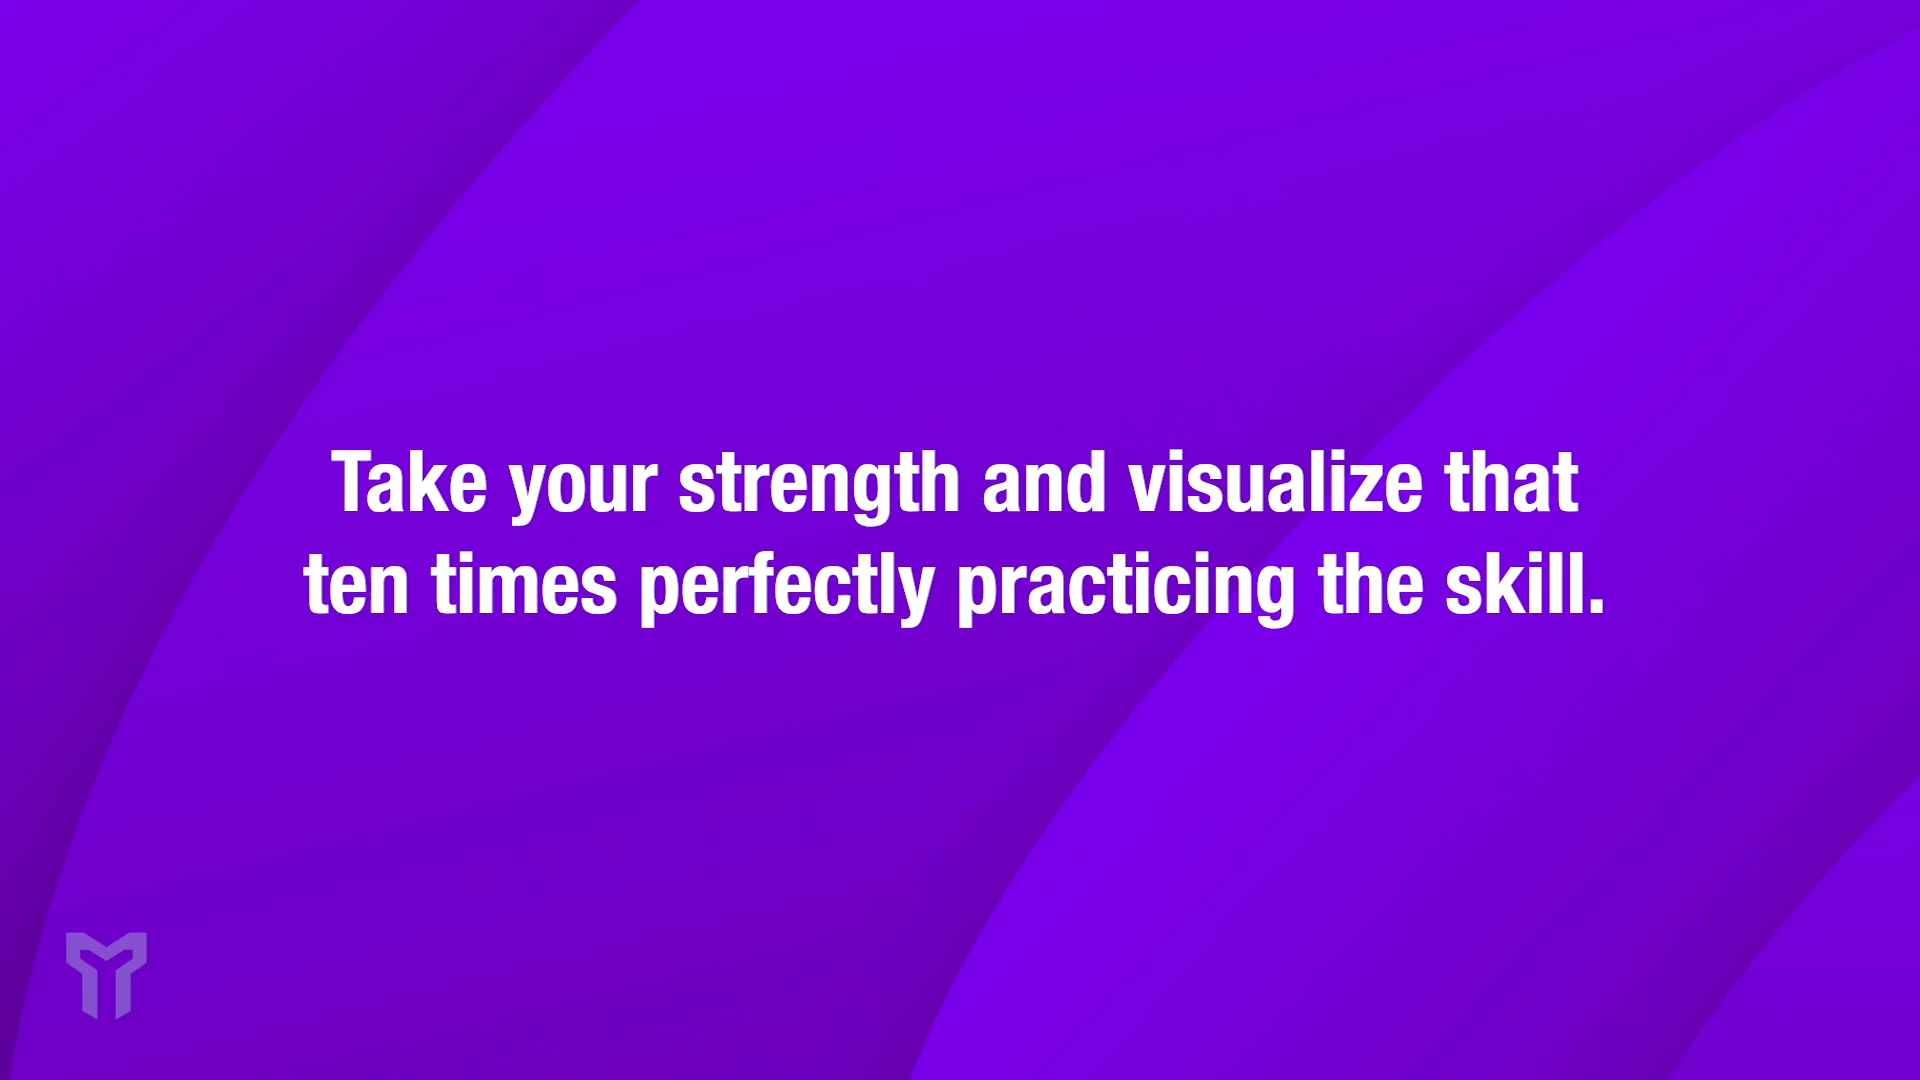 Take your strength and visualize that
ten times perfectly practicing the skill.